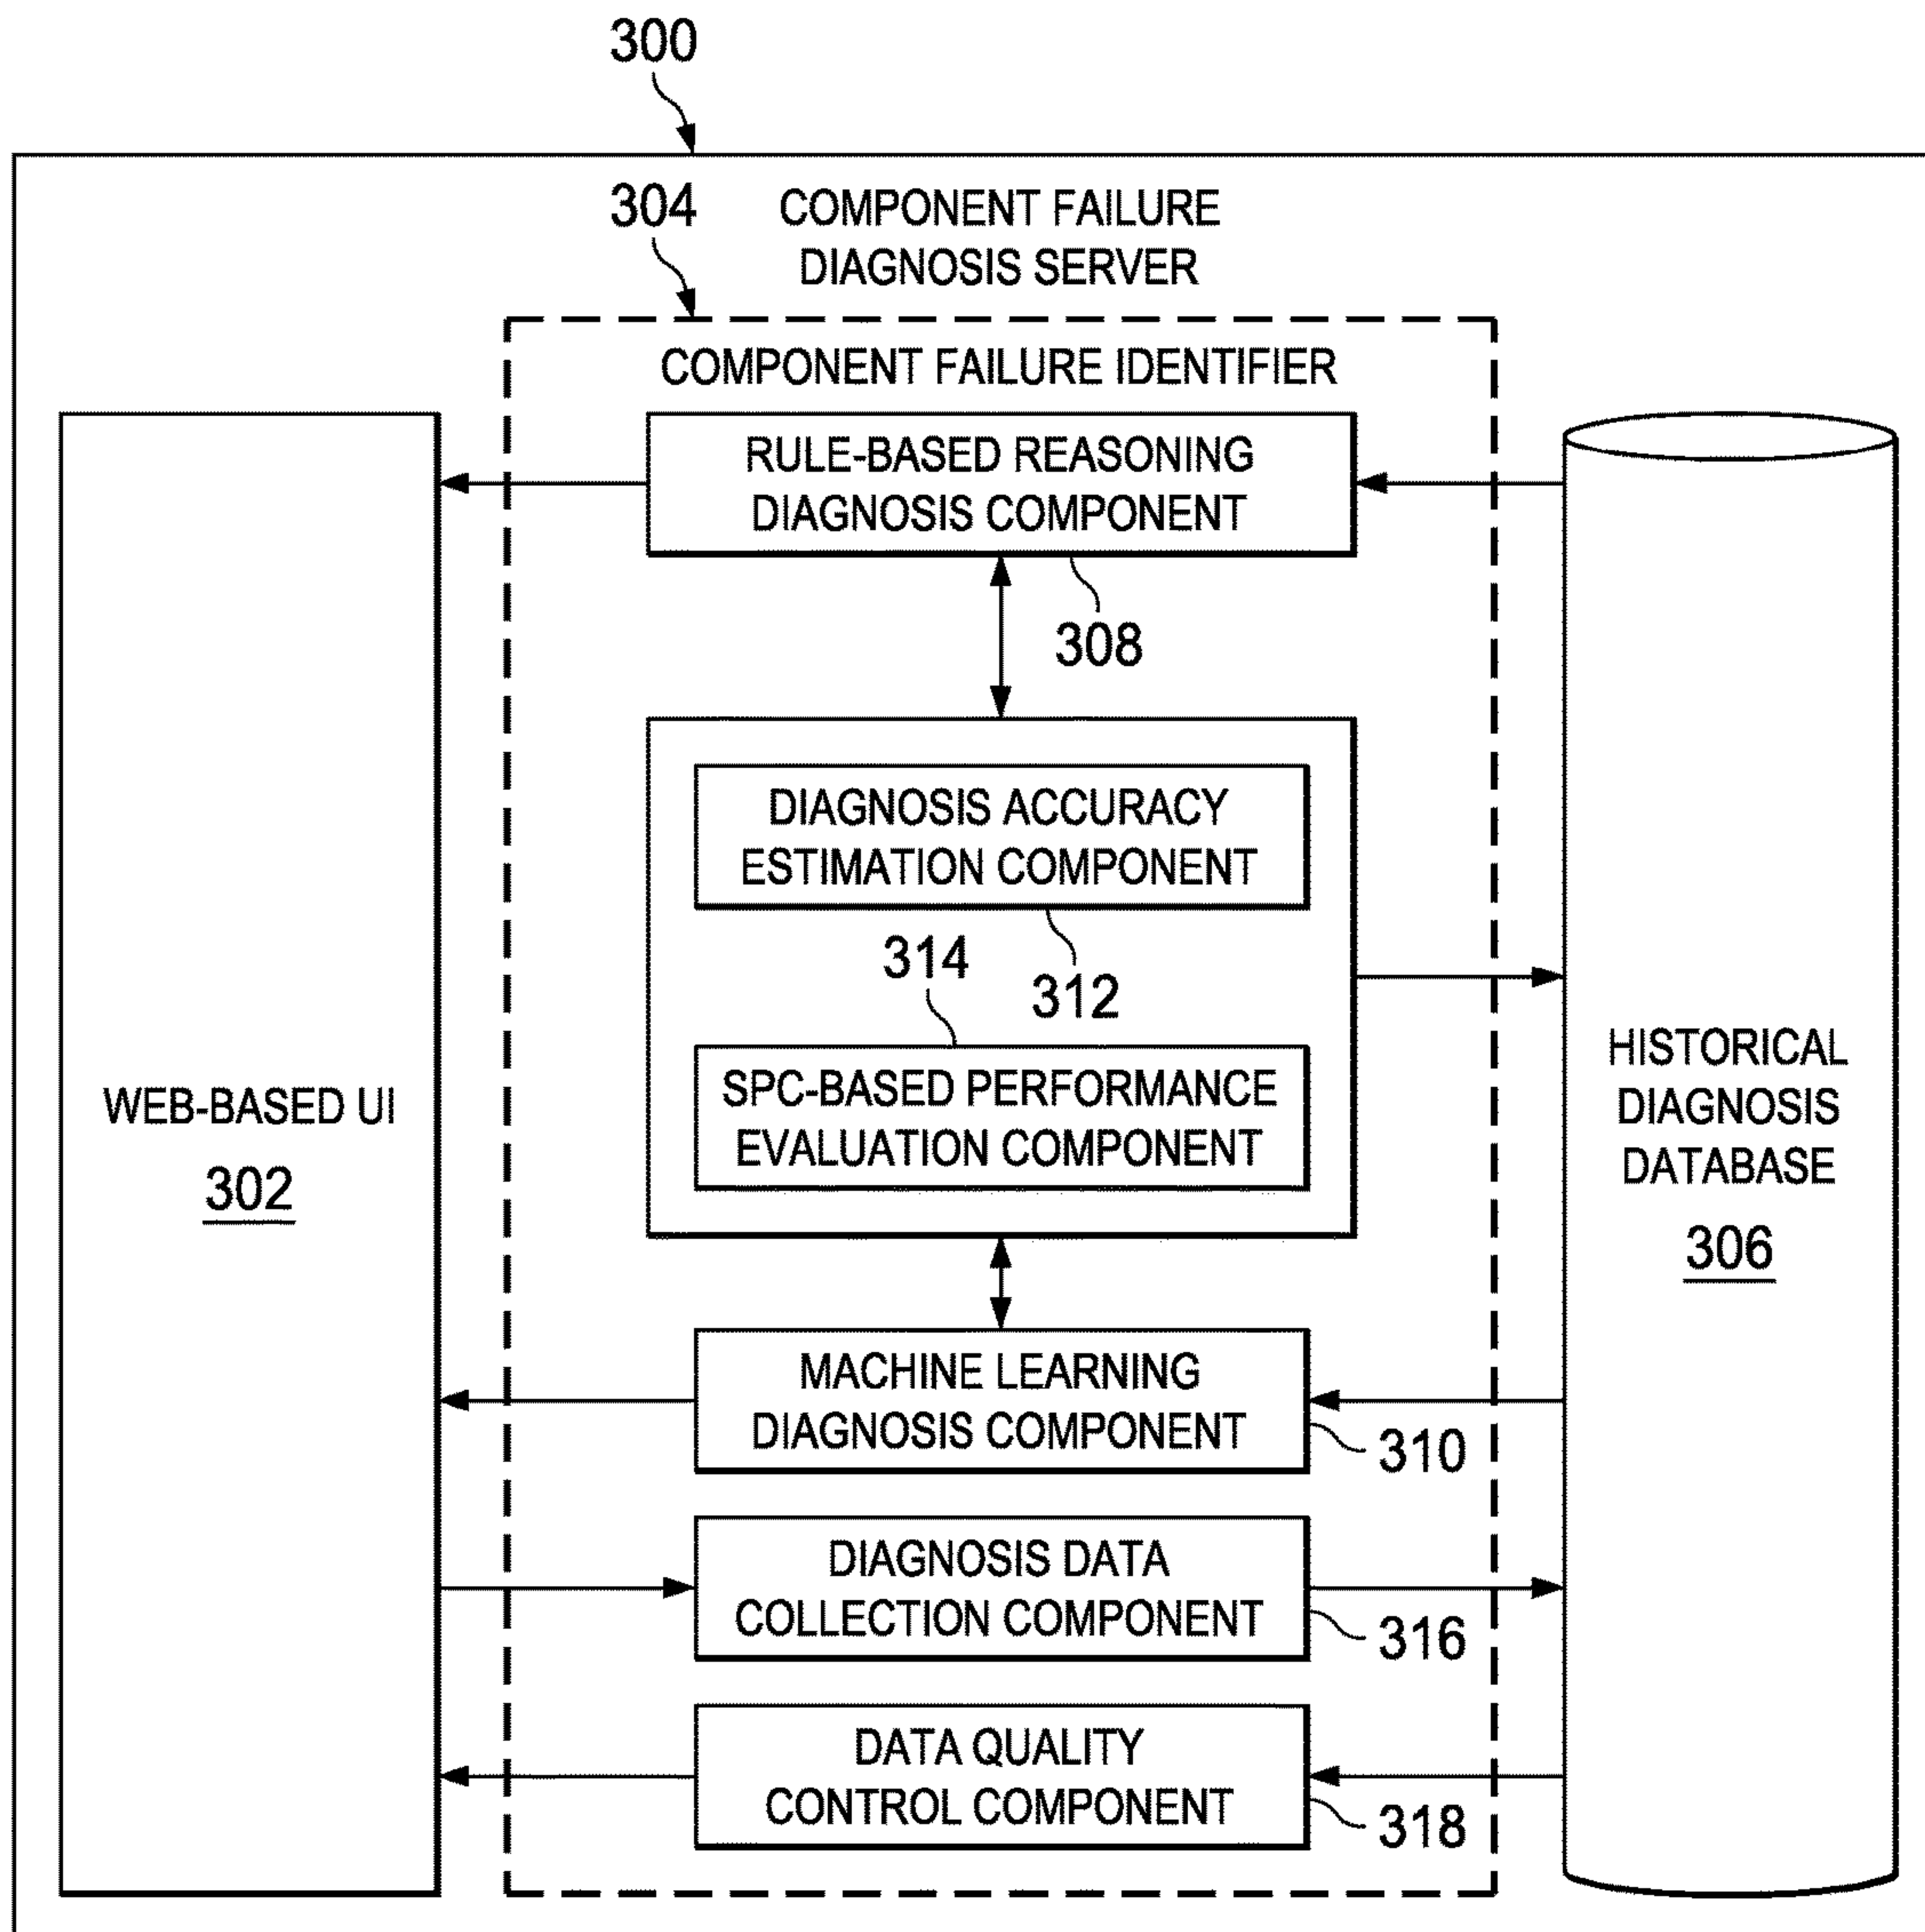 300
304
COMPONENT FAILURE
DIAGNOSIS SERVER
COMPONENT FAILURE IDENTIFIER
RULE-BASED REASONING
DIAGNOSIS COMPONENT
308
DIAGNOSIS ACCURACY
ESTIMATION COMPONENT
314
312
SPC-BASED PERFORMANCE
EVALUATION COMPONENT
WEB-BASED UI
302
HISTORICAL
DIAGNOSIS
DATABASE
306
MACHINE LEARNING
DIAGNOSIS COMPONENT
310
DIAGNOSIS DATA
COLLECTION COMPONENT
316
DATA QUALITY
CONTROL COMPONENT
318